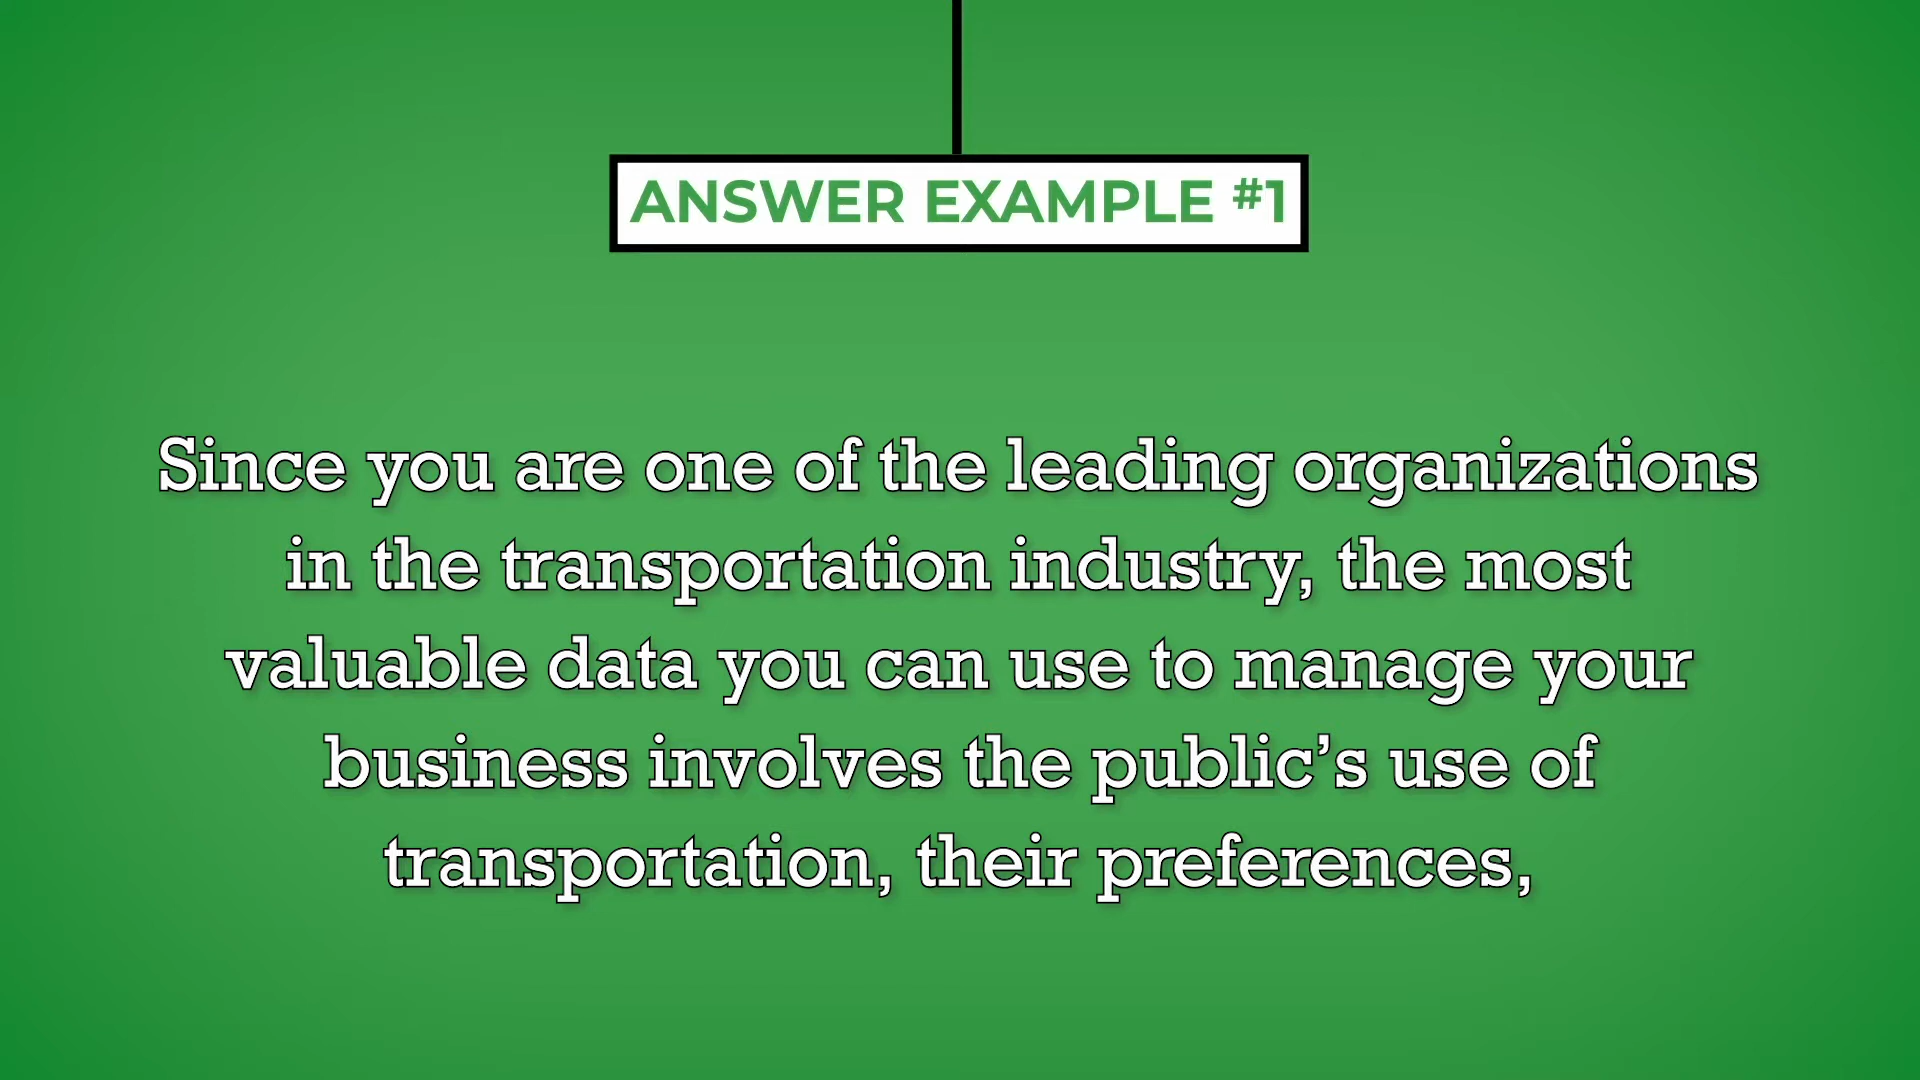 ANSWER EXAMPLE #1
Since you are one of the leading organizations
in the transportation industry, the most
valuable data you can use to manage your
business involves the public’s use of
transportation, their preferences,